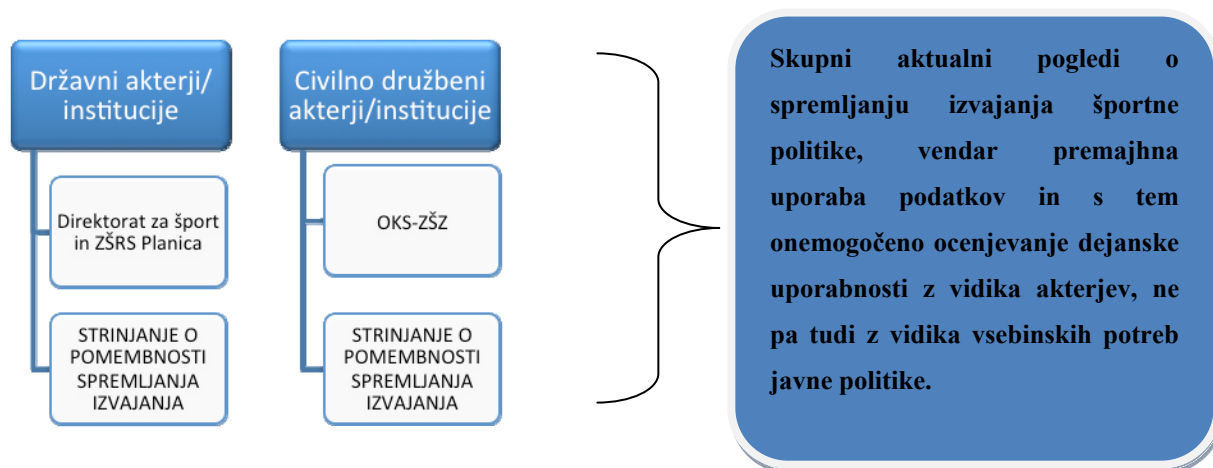 Državni akterji/
institucije
Direktorat za šport
in ZŠRS Planica
STRINJANJE O
POMEMBNOSTI
SPREMLJANJA
IZVAJANJA
Civilno družbeni
akterji/institucije
OKS-ZŠZ
STRINJANJE O
POMEMBNOSTI
SPREMLJANJA
IZVAJANJA
Skupni aktualni pogledi o
spremljanju izvajanja športne
politike, vendar premajhna
uporaba podatkov in s tem
onemogočeno ocenjevanje dejanske
uporabnosti z vidika akterjev, ne
pa tudi z vidika vsebinskih potreb
javne politike.